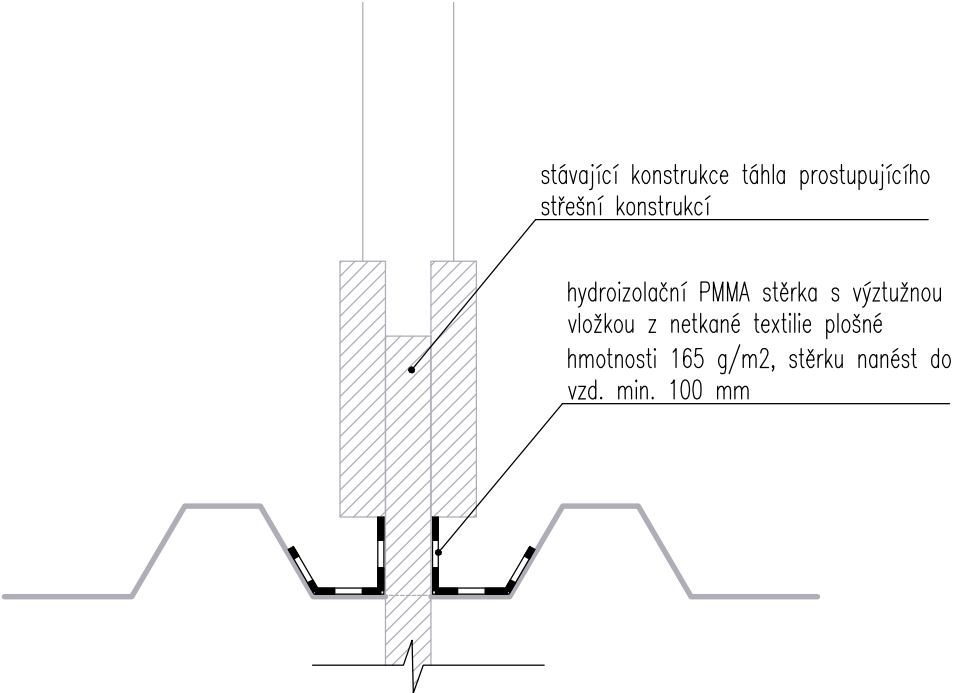 stávající konstrukce táhla prostupujícího
střešní konstrukcí
hydroizolační PMMA stěrka s výztužnou
vložkou z netkané textilie plošné
hmotnosti 165 g/m2, stěrku nanést do
vzd. min. 100 mm